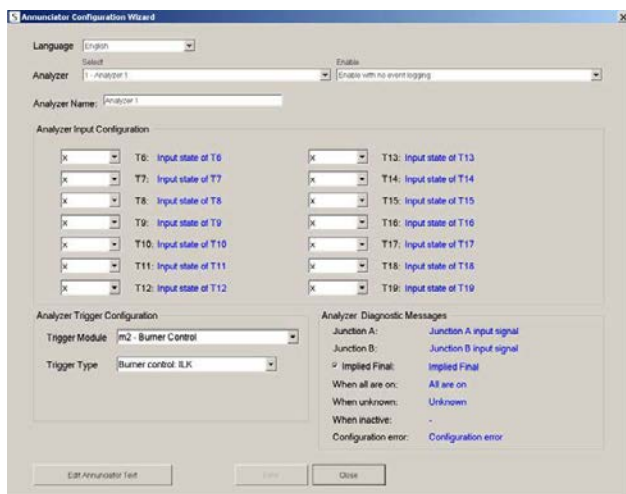 S Annunciator Configuration Wizard X
Language English
Select Enable
Analyzer 1 - Analyzer 1 Enable with no event logging
Analyzer Name: Analyzer 1
Analyzer Input Configuration
x T6: Input state of T6 x T13: Input state of T13
x T7: Input state of T7 x T14: Input state of T14
x T8: Input state of T8 x T15: Input state of T15
x T9: Input state of T9 x T16: Input state of T16
x T10: Input state of T10 x T17: Input state of T17
x T11: Input state of T11 x T18: Input state of T18
x T12: Input state of T12 x T19: Input state of T19
Analyzer Trigger Configuration Analyzer Diagnostic Messages
Trigger Module m2 - Burner Control Junction A: Junction A input signal
Junction B: Junction B input signal
Trigger Type Burner control: ILK Implied Final: Implied Final
When all are on: All are on
When unknown: Unknown
When inactive: -
Configuration error: Configuration error
Edit Annunciator Text Close